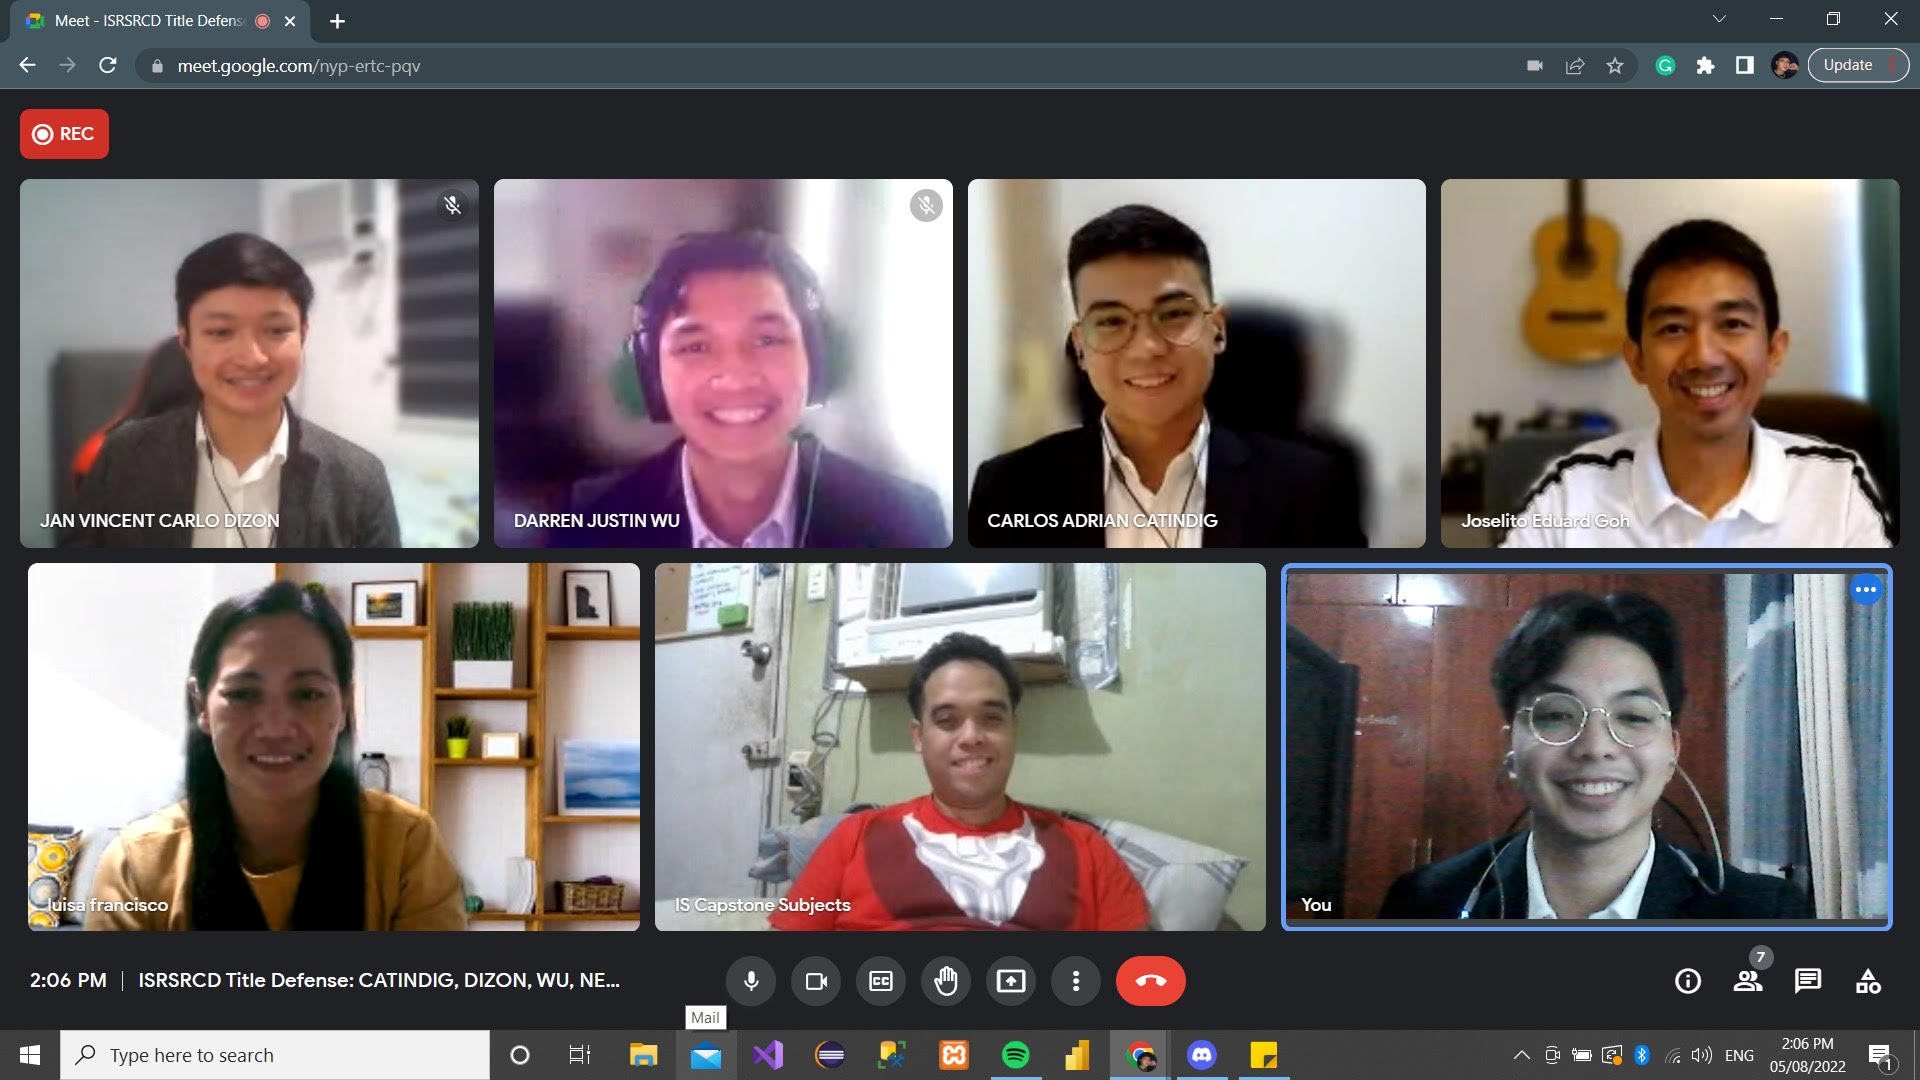 Meet - ISRSRCD Title Defens
meet.google.com/nyp-ertc-pqv
Update
REC
JAN VINCENT CARLO DIZON
DARREN JUSTIN WU
CARLOS ADRIAN CATINDIG
Joselito Eduard Goh
luisa francisco
IS Capstone Subjects
You
2:06 PM
ISRSRCD Title Defense: CATINDIG, DIZON, WU, NE...
CC
7
Mail
Type here to search
ENG
2:06 PM
05/08/2022
1